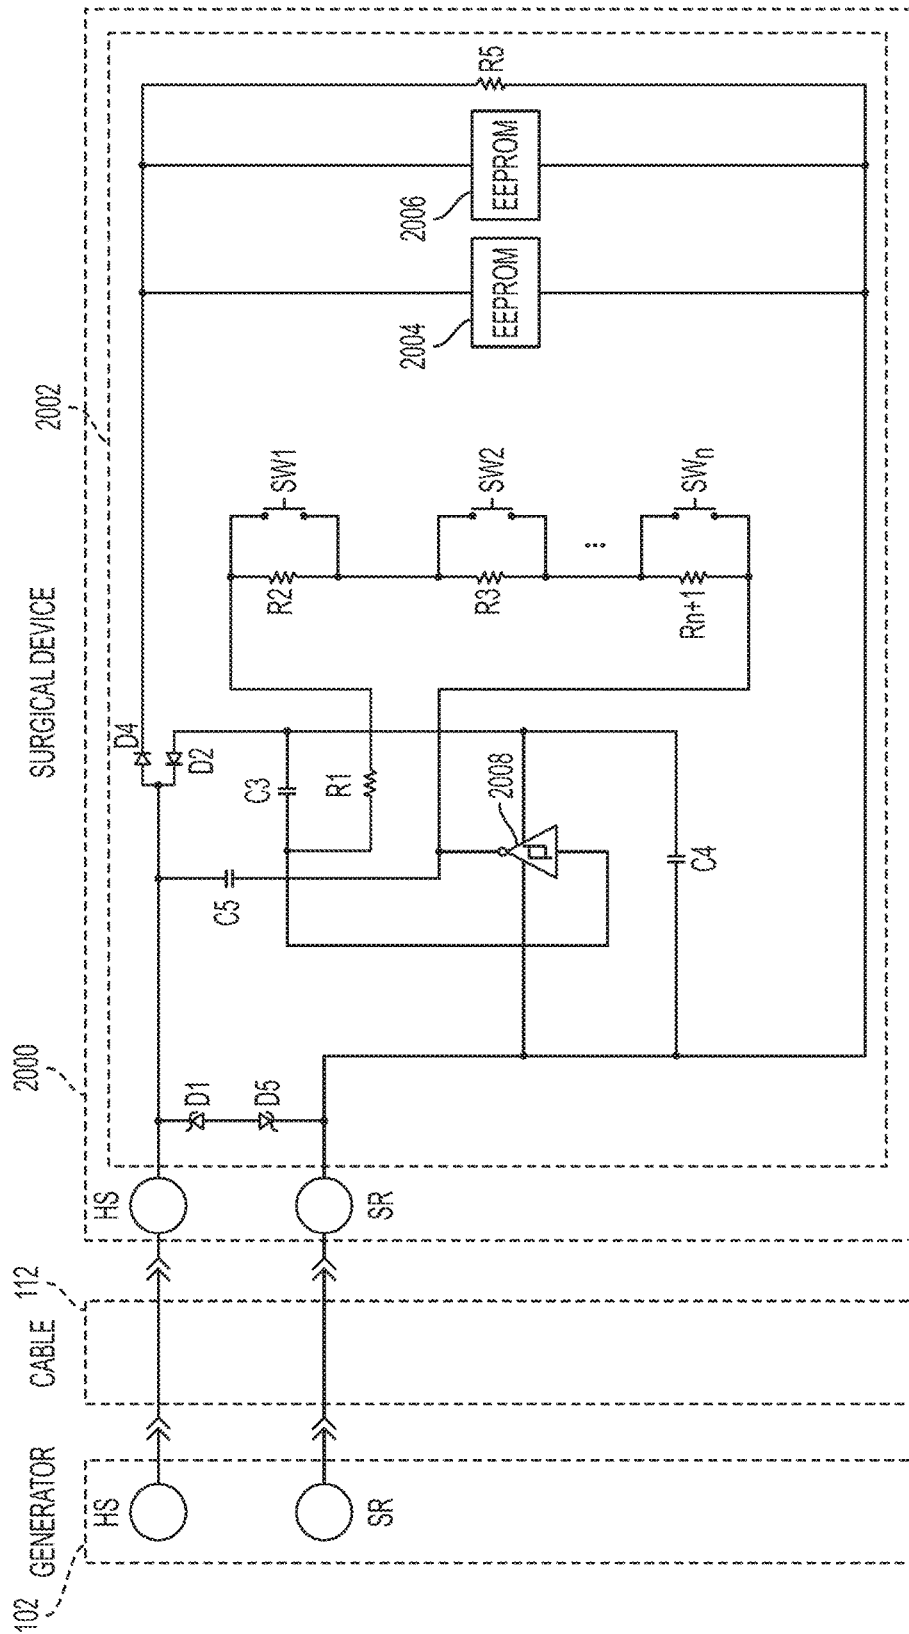 102
GENERATOR
HS
SR
CABLE
112
2000
SURGICAL DEVICE
2002
HS
SR
D1
D5
C5
D4
D2
C3
R1
2008
C4
R2
SW1
R3
SW2
...
Rn+1
SWn
2004
EEPROM
2006
EEPROM
R5